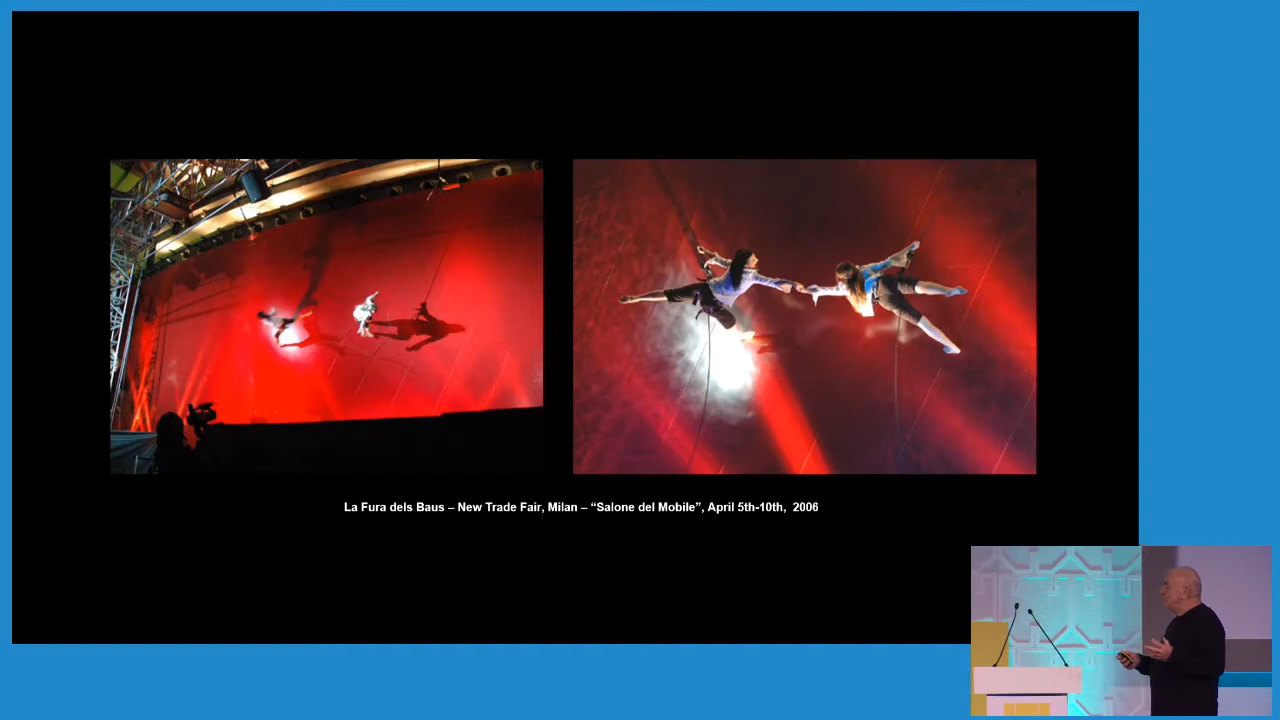 La Fura dels Baus – New Trade Fair, Milan – “Salone del Mobile”, April 5th-10th,  2006